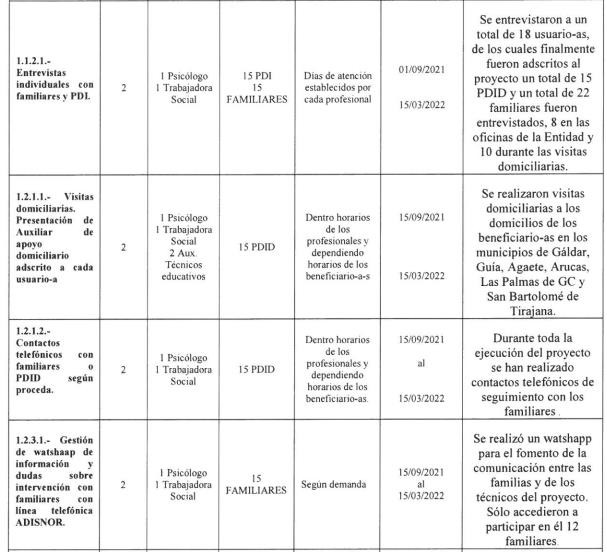 1.1.2.1.-
Entrevistas
individuales con
familiares y PDI.
2
1 Psicólogo
1 Trabajadora
Social
15 PDI
15
FAMILIARES
Días de atención
establecidos por
cada profesional
01/09/2021
15/03/2022
Se entrevistaron a un
total de 18 usuario-as,
de los cuales finalmente
fueron adscritos al
proyecto un total de 15
PDID y un total de 22
familiares fueron
entrevistados, 8 en las
oficinas de la Entidad y
10 durante las visitas
domiciliarias.
1.2.1.1.- Visitas
domiciliarias.
Presentación de
Auxiliar de
apoyo
domiciliario
adscrito a cada
usuario-a
2
1 Psicólogo
1 Trabajadora
Social
2 Aux.
Técnicos
educativos
15 PDID
Dentro horarios
de los
profesionales y
dependiendo
horarios de los
beneficiario-a-s
15/09/2021
15/03/2022
Se realizaron visitas
domiciliarias a los
domicilios de los
beneficiario-as en los
municipios de Gáldar,
Guía, Agaete, Arucas,
Las Palmas de GC y
San Bartolomé de
Tirajana.
1.2.1.2.-
Contactos
telefónicos con
familiares o
PDID según
proceda.
2
1 Psicólogo
1 Trabajadora
Social
15 PDID
Dentro horarios
de los
profesionales y
dependiendo
horarios de los
beneficiario-as.
15/09/2021
al
15/03/2022
Durante toda la
ejecución del proyecto
se han realizado
contactos telefónicos de
seguimiento con los
familiares.
1.2.3.1.- Gestión
de watshaap de
información y
dudas sobre
intervención con
familiares con
línea telefónica
ADISNOR.
2
1 Psicólogo
1 Trabajadora
Social
15
FAMILIARES
Según demanda
15/09/2021
al
15/03/2022
Se realizó un watshapp
para el fomento de la
comunicación entre las
familias y de los
técnicos del proyecto.
Sólo accedieron a
participar en él 12
familiares